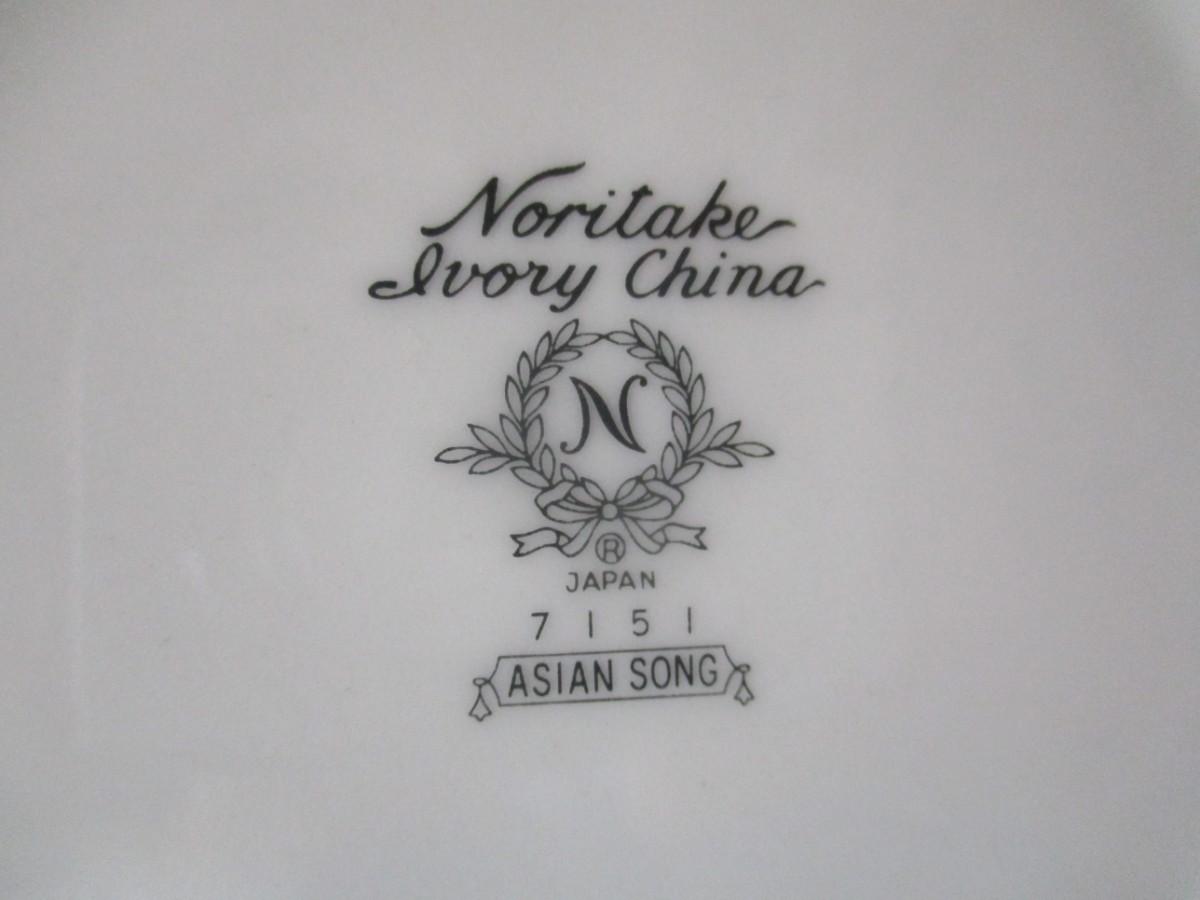 Noritake
Ivory China
N
®
JAPAN
7151
ASIAN SONG